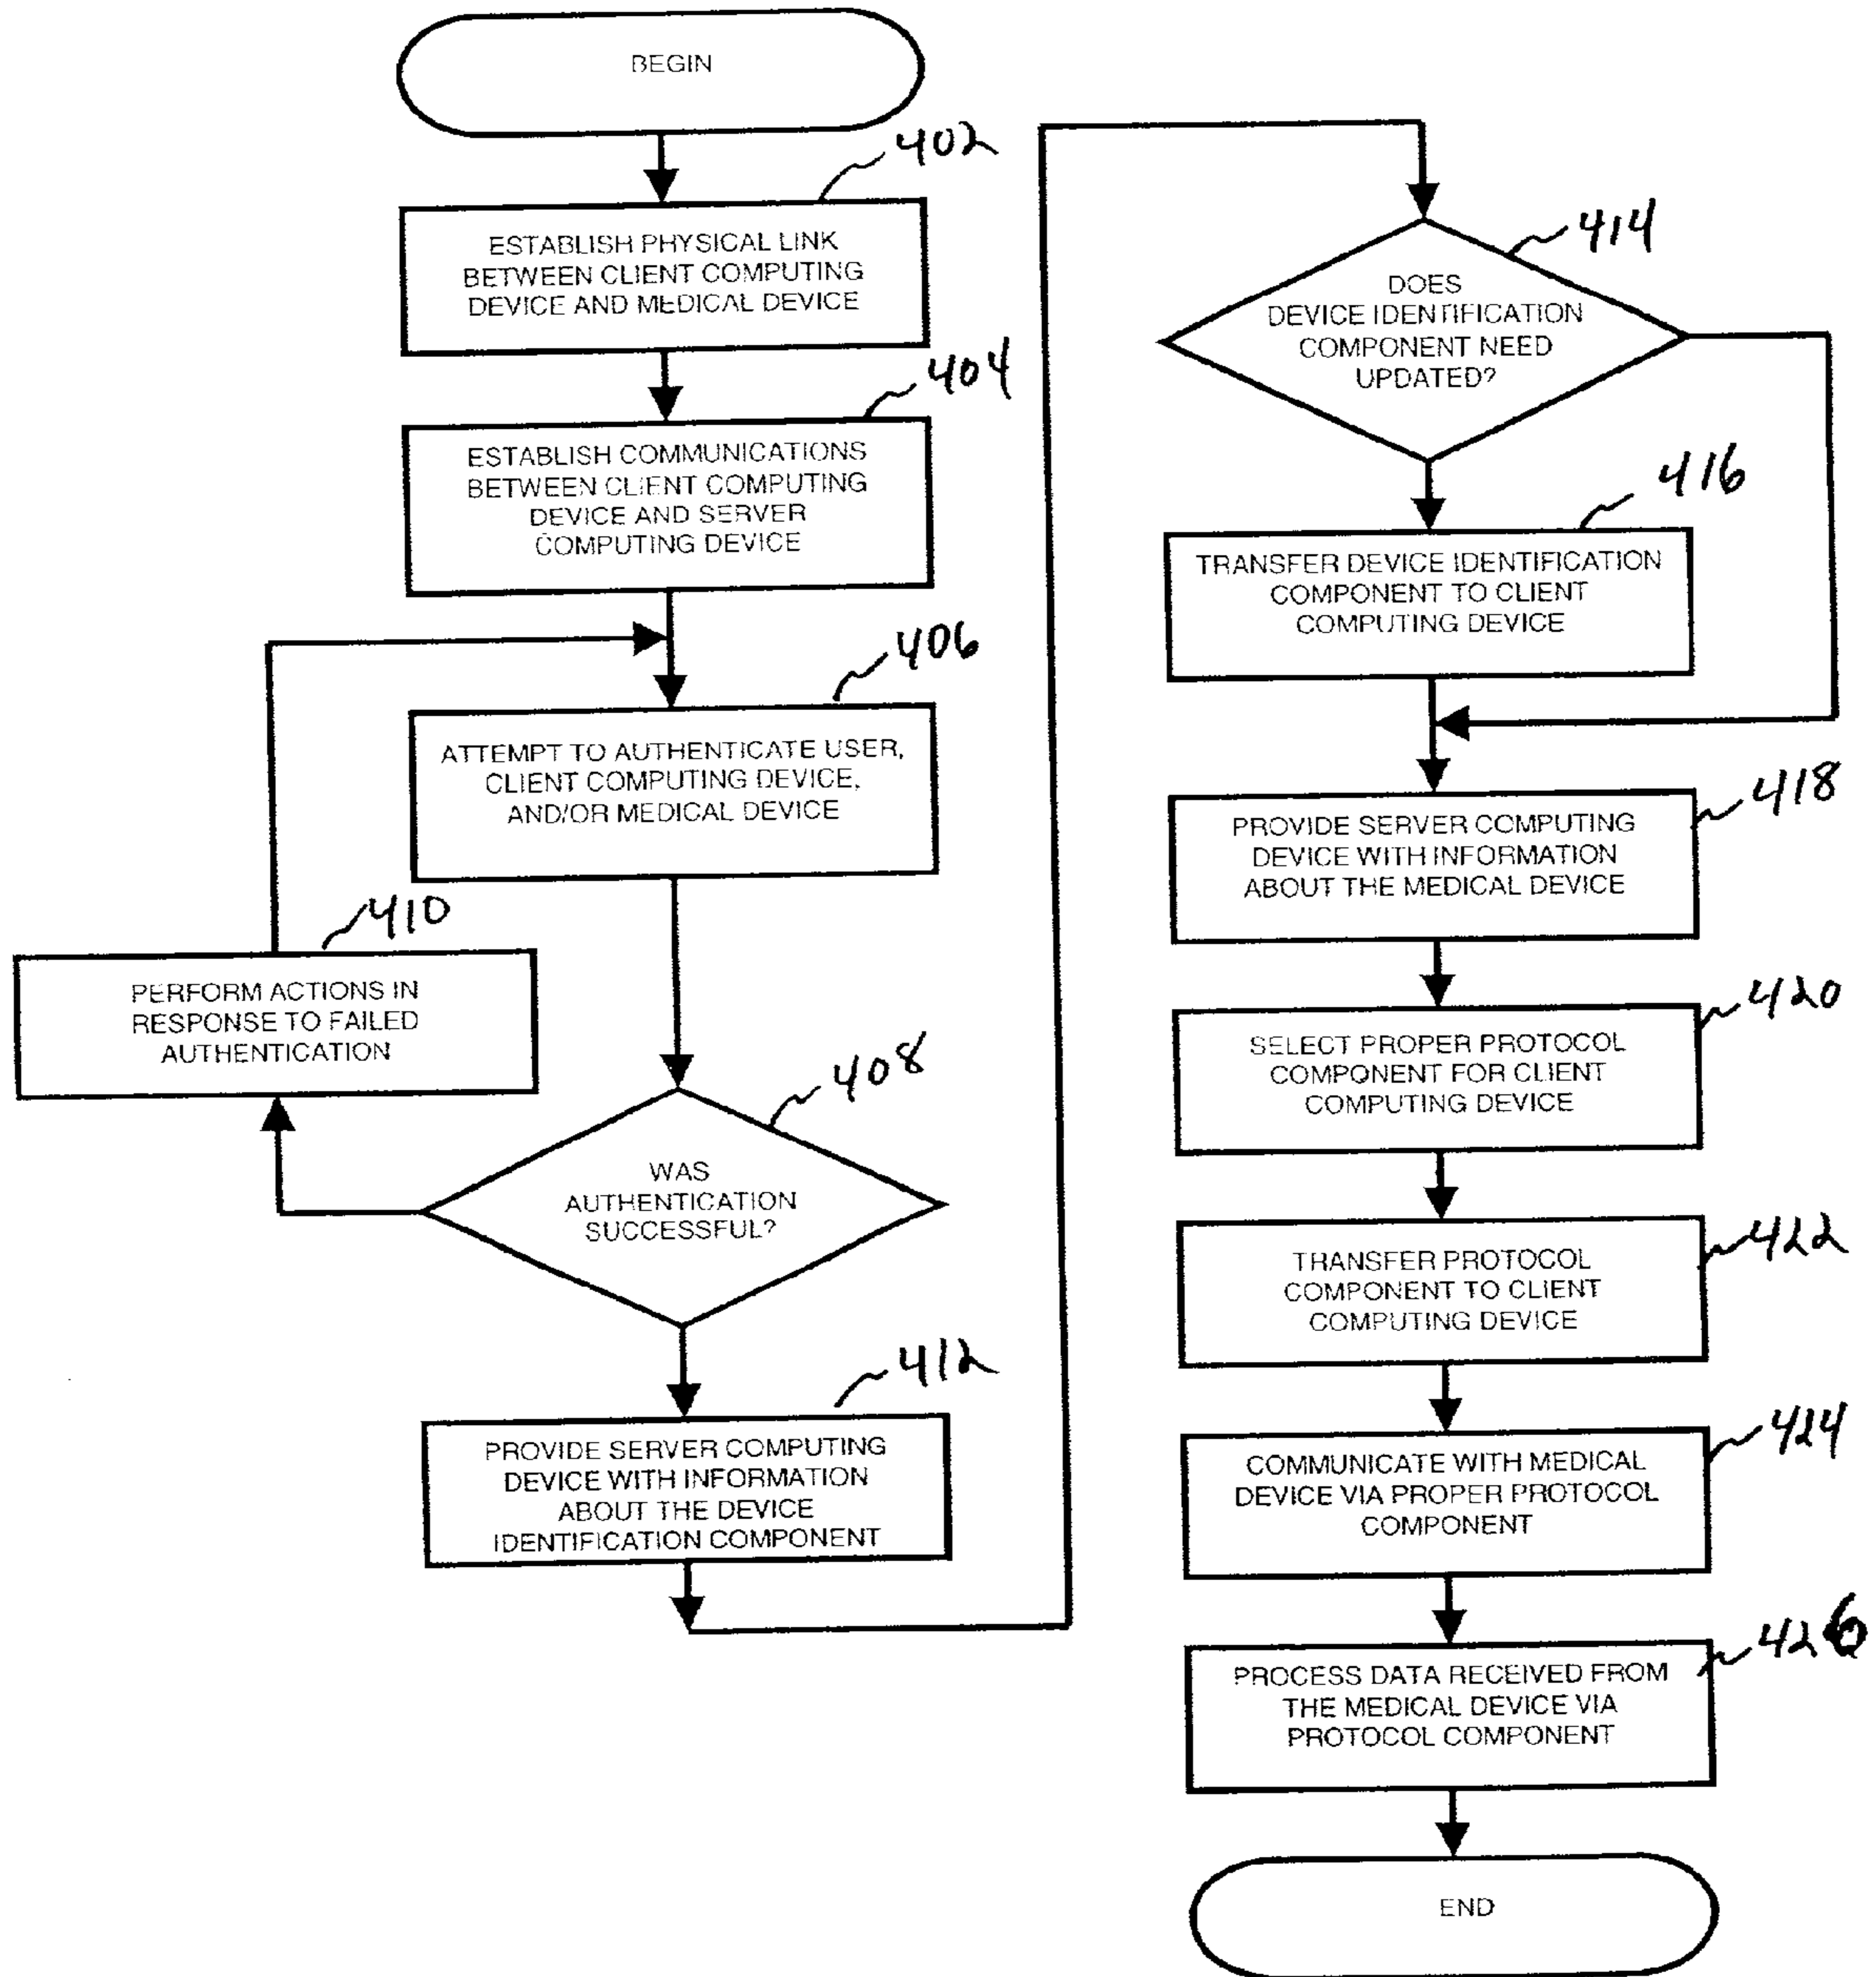 BEGIN
402
ESTABLISH PHYSICAL LINK
BETWEEN CLIENT COMPUTING
DEVICE AND MEDICAL DEVICE
404
ESTABLISH COMMUNICATIONS
BETWEEN CLIENT COMPUTING
DEVICE AND SERVER
COMPUTING DEVICE
406
ATTEMPT TO AUTHENTICATE USER,
CLIENT COMPUTING DEVICE,
AND/OR MEDICAL DEVICE
410
PERFORM ACTIONS IN
RESPONSE TO FAILED
AUTHENTICATION
408
WAS
AUTHENTICATION
SUCCESSFUL?
412
PROVIDE SERVER COMPUTING
DEVICE WITH INFORMATION
ABOUT THE DEVICE
IDENTIFICATION COMPONENT
414
DOES
DEVICE IDENTIFICATION
COMPONENT NEED
UPDATED?
416
TRANSFER DEVICE IDENTIFICATION
COMPONENT TO CLIENT
COMPUTING DEVICE
418
PROVIDE SERVER COMPUTING
DEVICE WITH INFORMATION
ABOUT THE MEDICAL DEVICE
420
SELECT PROPER PROTOCOL
COMPONENT FOR CLIENT
COMPUTING DEVICE
422
TRANSFER PROTOCOL
COMPONENT TO CLIENT
COMPUTING DEVICE
424
COMMUNICATE WITH MEDICAL
DEVICE VIA PROPER PROTOCOL
COMPONENT
426
PROCESS DATA RECEIVED FROM
THE MEDICAL DEVICE VIA
PROTOCOL COMPONENT
END